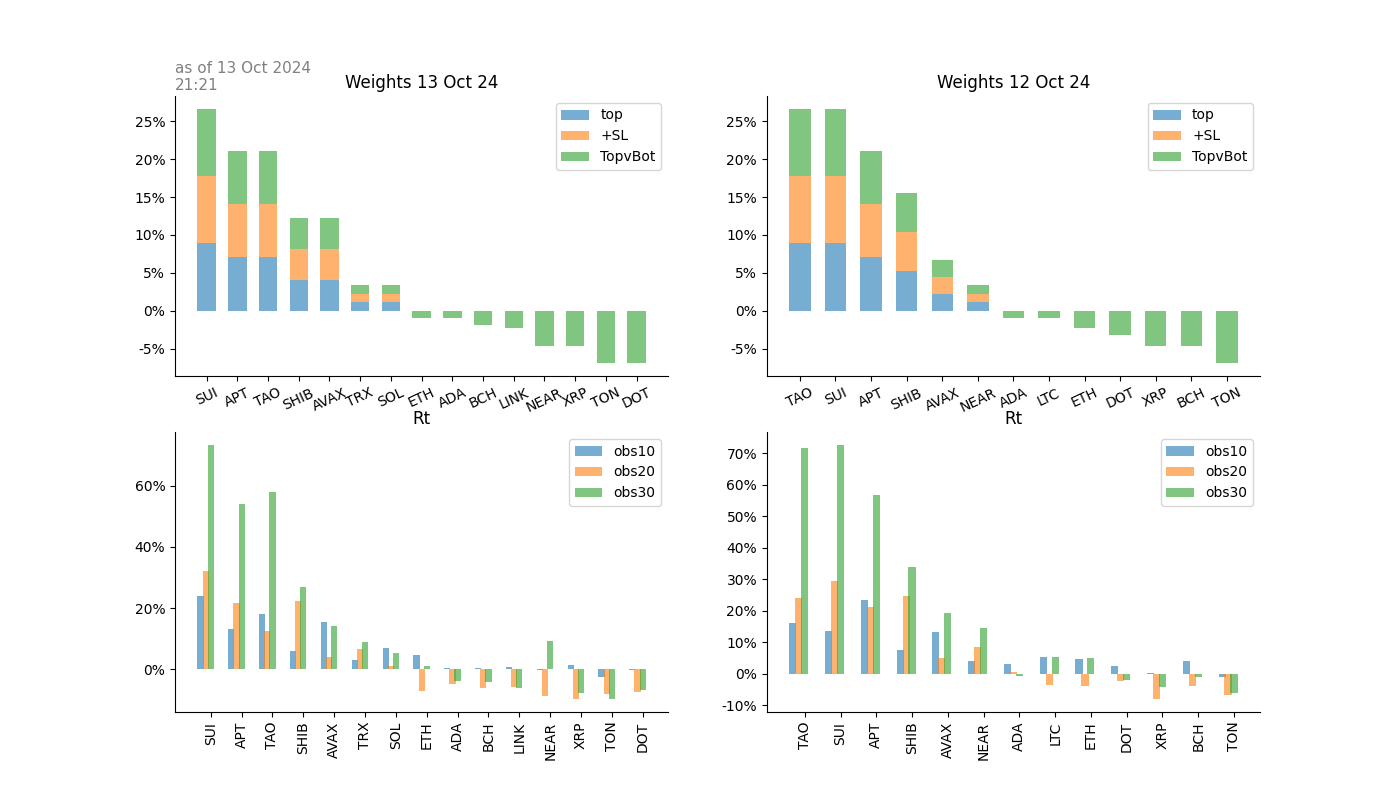 as of 13 Oct 2024
21:21
Weights 13 Oct 24
25%
20%
15%
10%
5%
0%
-5%
top
+SL
TopvBot
SUI APT TAO SHIB AVAX TRX SOL ETH ADA BCH LINK NEAR XRP TON DOT
Weights 12 Oct 24
25%
20%
15%
10%
5%
0%
-5%
top
+SL
TopvBot
TAO SUI APT SHIB AVAX NEAR ADA LTC ETH DOT XRP BCH TON
Rt
60%
40%
20%
0%
obs10
obs20
obs30
SUI APT TAO SHIB AVAX TRX SOL ETH ADA BCH LINK NEAR XRP TON DOT
Rt
70%
60%
50%
40%
30%
20%
10%
0%
-10%
obs10
obs20
obs30
TAO SUI APT SHIB AVAX NEAR ADA LTC ETH DOT XRP BCH TON